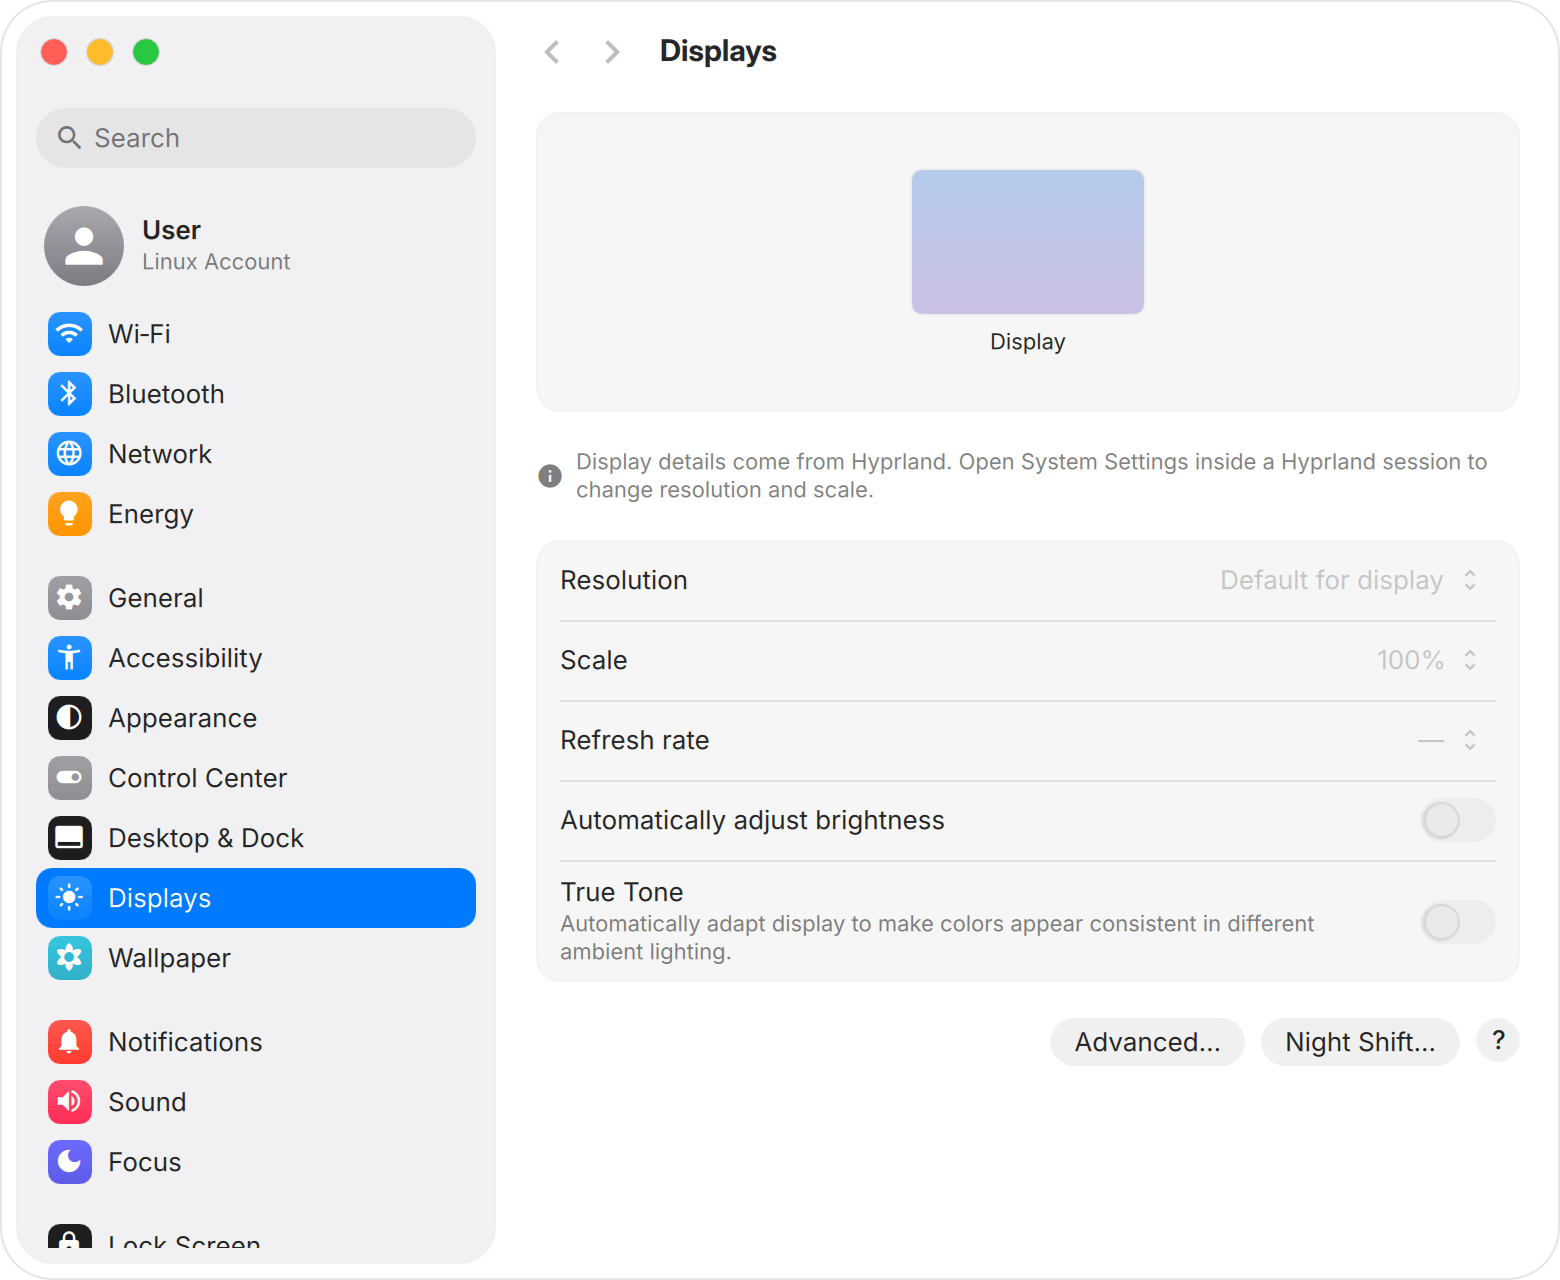 Displays
Search
User
Linux Account
Wi-Fi
Bluetooth
Network
Energy
General
Accessibility
Appearance
Control Center
Desktop & Dock
Displays
Wallpaper
Notifications
Sound
Focus
Lock Screen
Display
Display details come from Hyprland. Open System Settings inside a Hyprland session to
change resolution and scale.
Resolution Default for display
Scale 100%
Refresh rate —
Automatically adjust brightness
True Tone
Automatically adapt display to make colors appear consistent in different
ambient lighting.
Advanced... Night Shift... ?